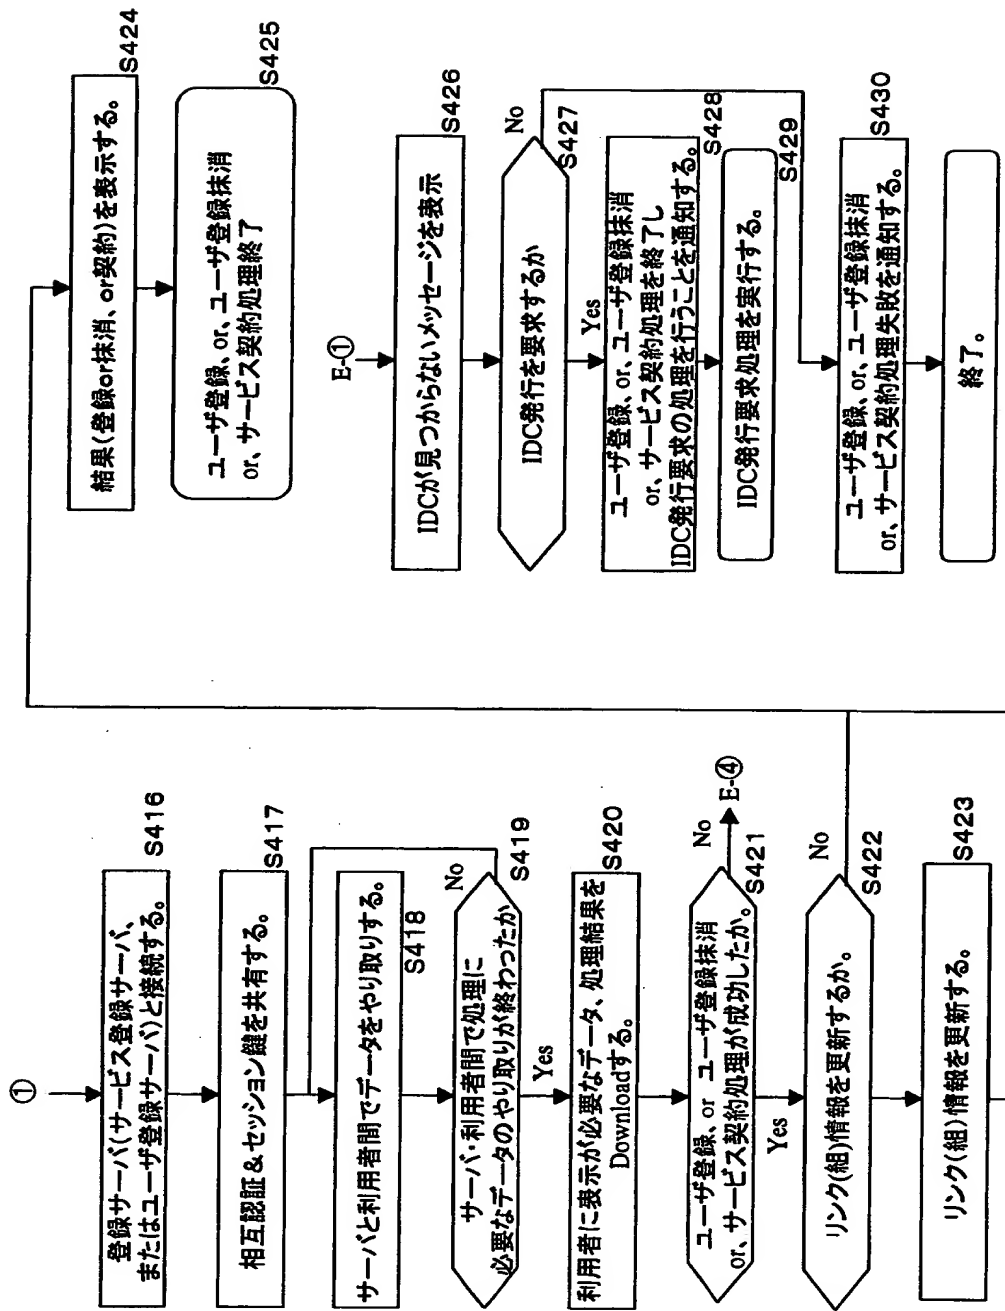 ①
登録サーバ(サービス登録サーバ、
またはユーザ登録サーバ)と接続する。
S416
相互認証&セッション鍵を共有する。
S417
サーバと利用者間でデータをやり取りする。
S418
サーバ・利用者間で処理に
必要なデータのやり取りが終わったか
No
S419
Yes
利用者に表示が必要なデータ、処理結果を
Downloadする。
S420
ユーザ登録、or ユーザ登録抹消
or、サービス契約処理が成功したか。
No
E-④
S421
Yes
リンク(組)情報を更新するか。
No
S422
リンク(組)情報を更新する。
S423
結果(登録or抹消、or契約)を表示する。
S424
ユーザ登録、or、ユーザ登録抹消
or、サービス契約処理終了
S425
E-①
IDCが見つからないメッセージを表示
S426
IDC発行を要求するか
No
S427
Yes
ユーザ登録、or、ユーザ登録抹消
or、サービス契約処理を終了し
IDC発行要求の処理を行うことを通知する。
S428
IDC発行要求処理を実行する。
S429
ユーザ登録、or、ユーザ登録抹消
or、サービス契約処理失敗を通知する。
S430
終了。